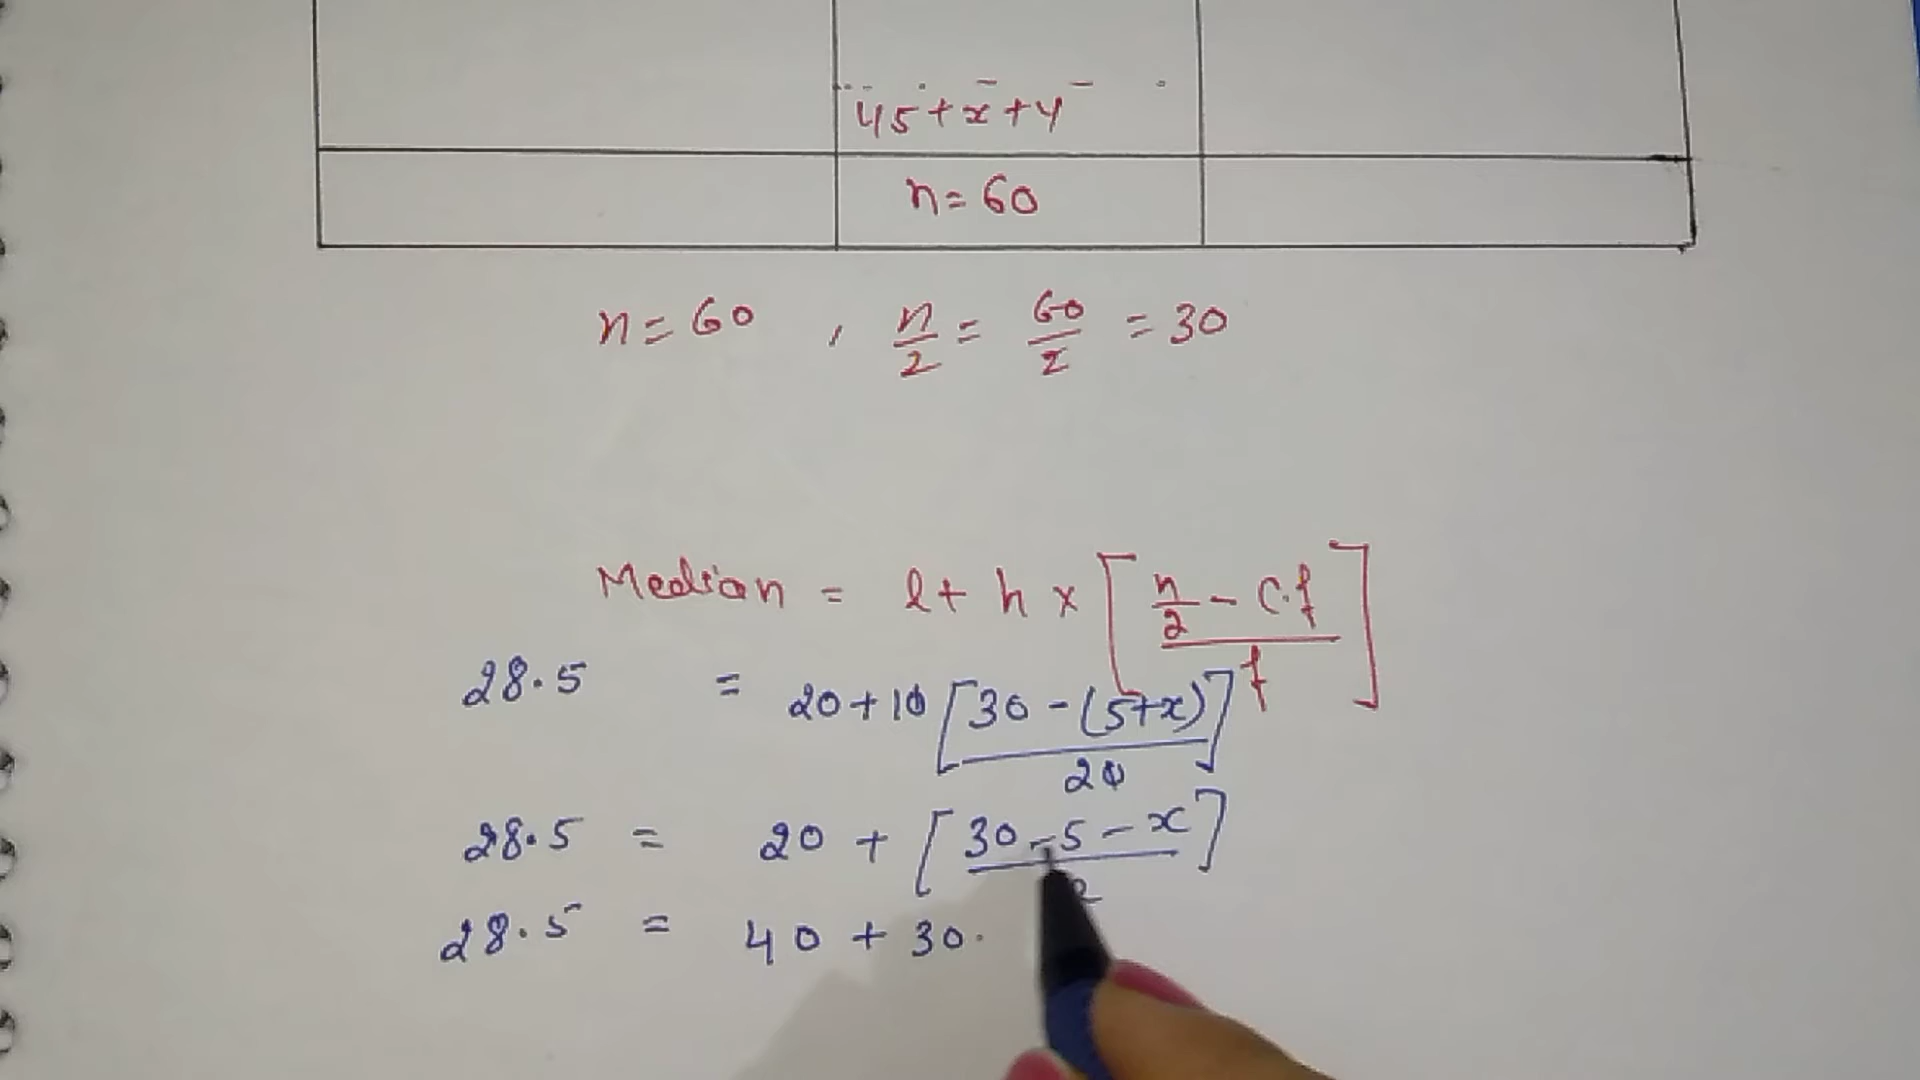 45+x+y
n=60
n=60 , n/2 = 60/2 = 30
Median = l + h × [n/2 - c.f / f]
28.5 = 20+10 [30-(5+x) / 20]
28.5 = 20 + [30-5-x / 2]
28.5 = 40 + 30